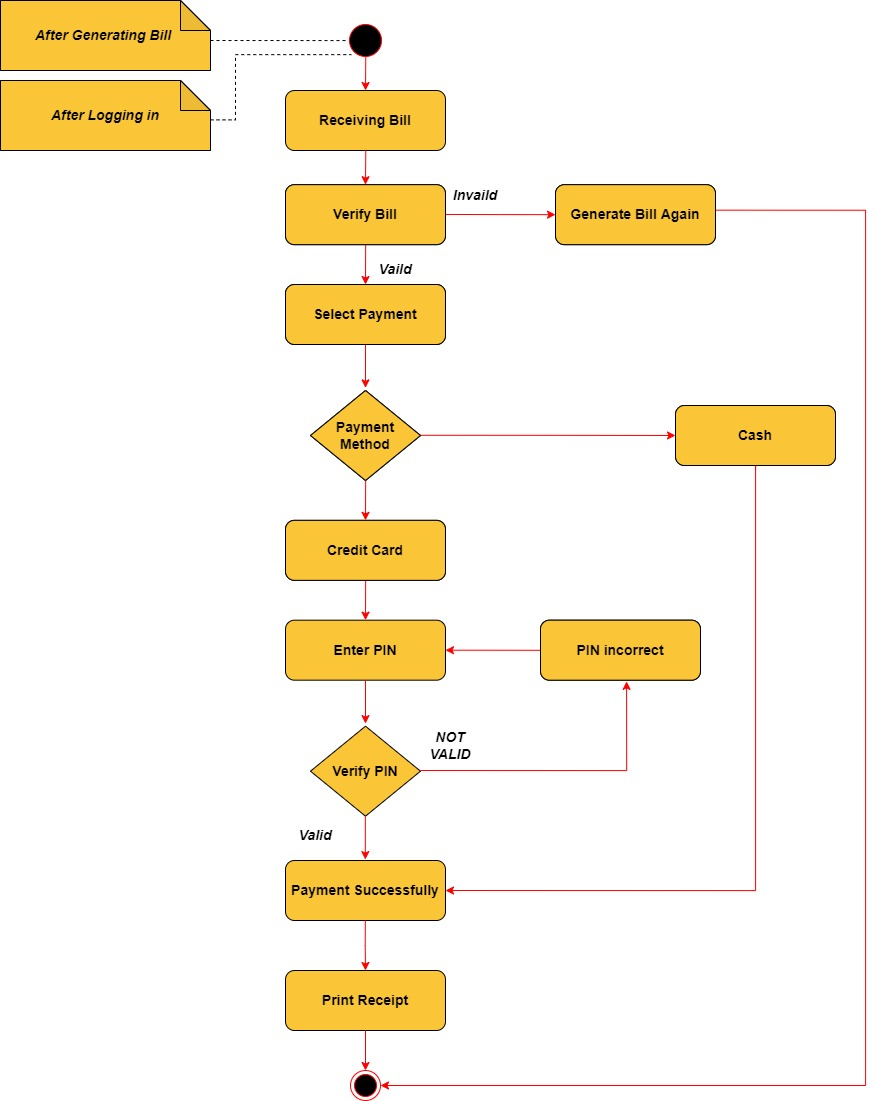 After Generating Bill
After Logging in
Receiving Bill
Verify Bill
Invaild
Generate Bill Again
Vaild
Select Payment
Payment
Method
Cash
Credit Card
Enter PIN
PIN incorrect
NOT
VALID
Verify PIN
Valid
Payment Successfully
Print Receipt